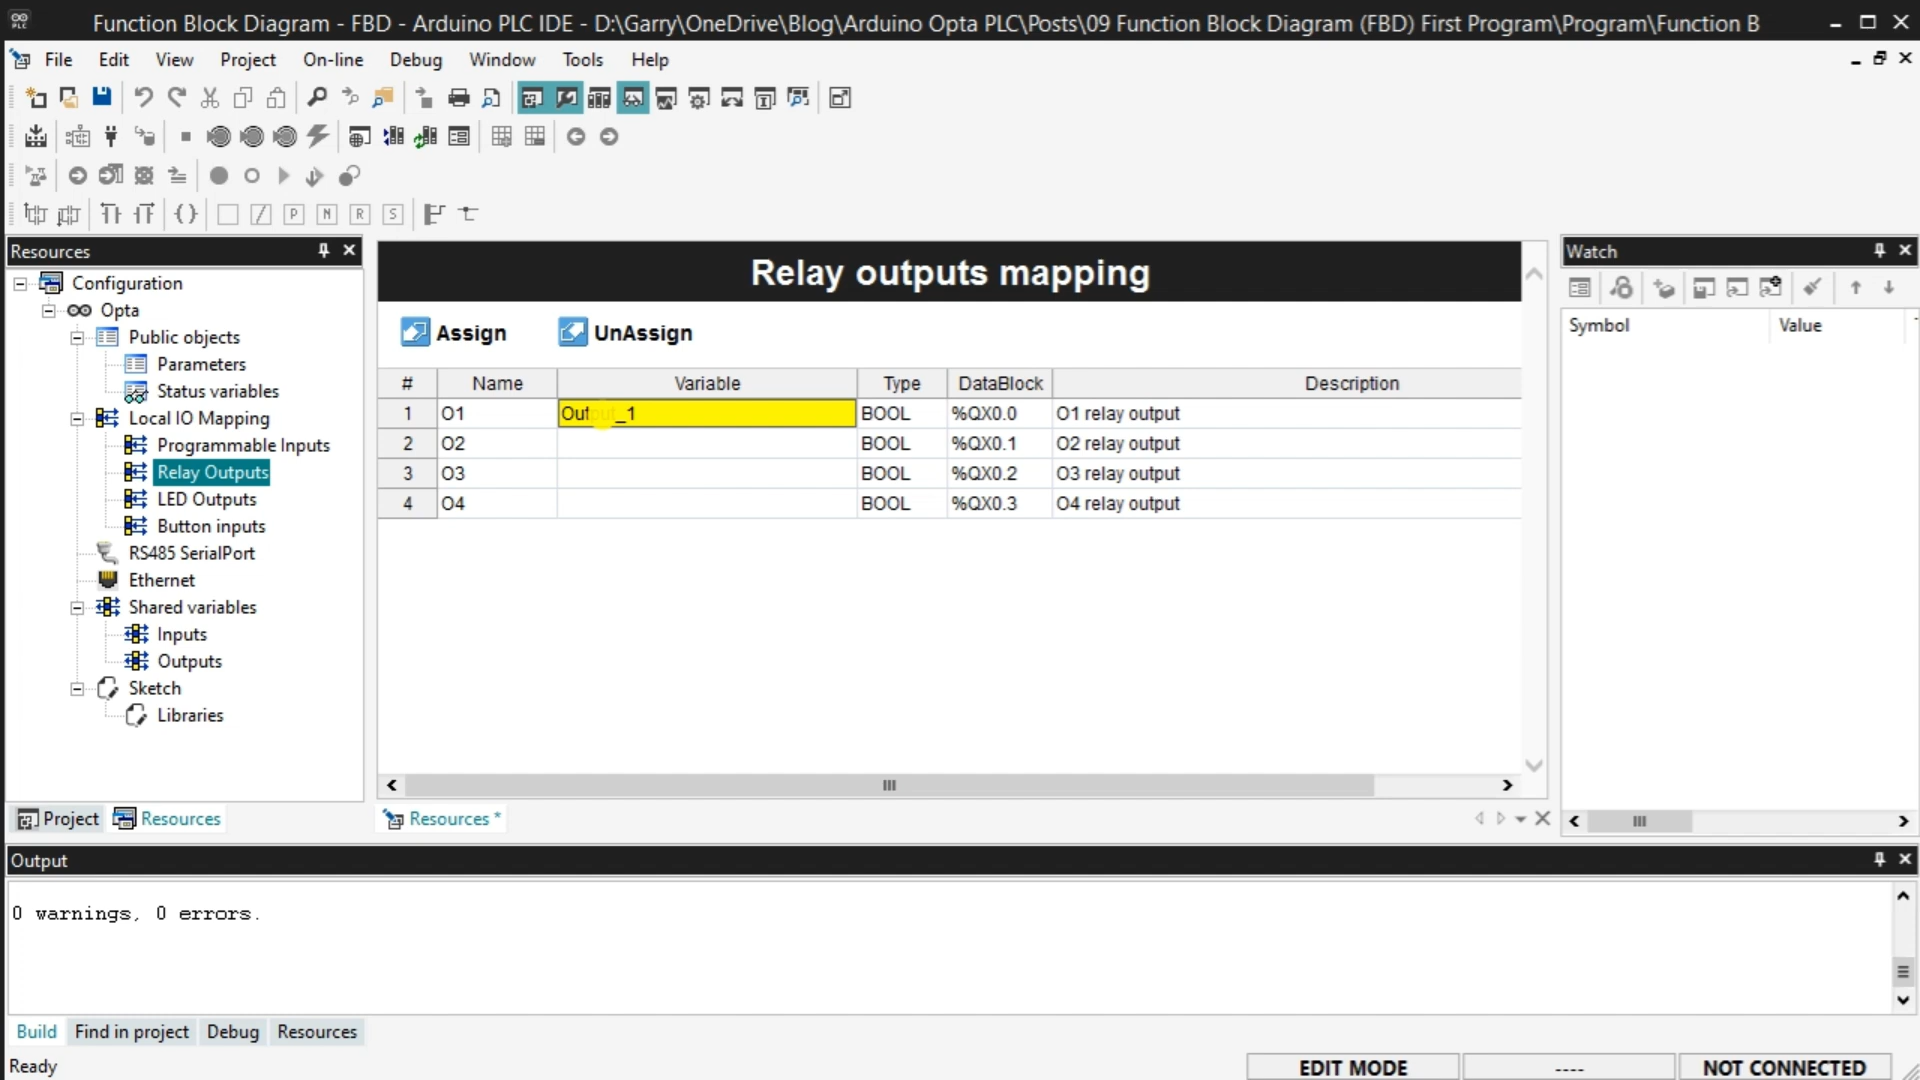 Function Block Diagram - FBD - Arduino PLC IDE - D:\Garry\OneDrive\Blog\Arduino Opta PLC\Posts\09 Function Block Diagram (FBD) First Program\Program\Function B
File Edit View Project On-line Debug Window Tools Help
P N R S
Resources
Configuration
Opta
Public objects
Parameters
Status variables
Local IO Mapping
Programmable Inputs
Relay Outputs
LED Outputs
Button inputs
RS485 SerialPort
Ethernet
Shared variables
Inputs
Outputs
Sketch
Libraries
Project Resources
Relay outputs mapping
Assign UnAssign
# Name Variable Type DataBlock Description
1 O1 Output_1 BOOL %QX0.0 O1 relay output
2 O2 BOOL %QX0.1 O2 relay output
3 O3 BOOL %QX0.2 O3 relay output
4 O4 BOOL %QX0.3 O4 relay output
Resources *
Watch
Symbol Value
Output
0 warnings, 0 errors.
Build Find in project Debug Resources
Ready EDIT MODE ---- NOT CONNECTED